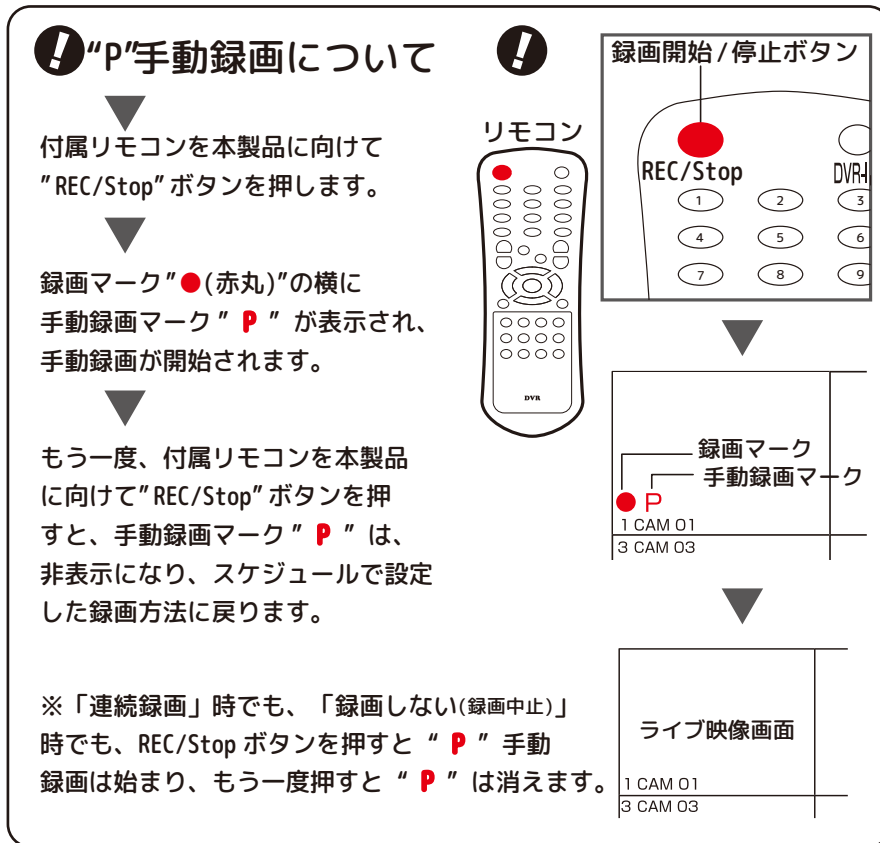 “P”手動録画について
付属リモコンを本製品に向けて
”REC/Stop”ボタンを押します。
録画マーク”●(赤丸)”の横に
手動録画マーク” P ” が表示され、
手動録画が開始されます。
もう一度、付属リモコンを本製品
に向けて”REC/Stop”ボタンを押
すと、手動録画マーク” P ” は、
非表示になり、スケジュールで設定
した録画方法に戻ります。
※「連続録画」時でも、「録画しない(録画中止)」
時でも、REC/Stop ボタンを押すと “ P ” 手動
録画は始まり、もう一度押すと “ P ” は消えます。
リモコン
DVR
録画開始/停止ボタン
REC/Stop
DVR-
1 2 3
4 5 6
7 8 9
録画マーク
手動録画マーク
● P
1 CAM 01
3 CAM 03
ライブ映像画面
1 CAM 01
3 CAM 03